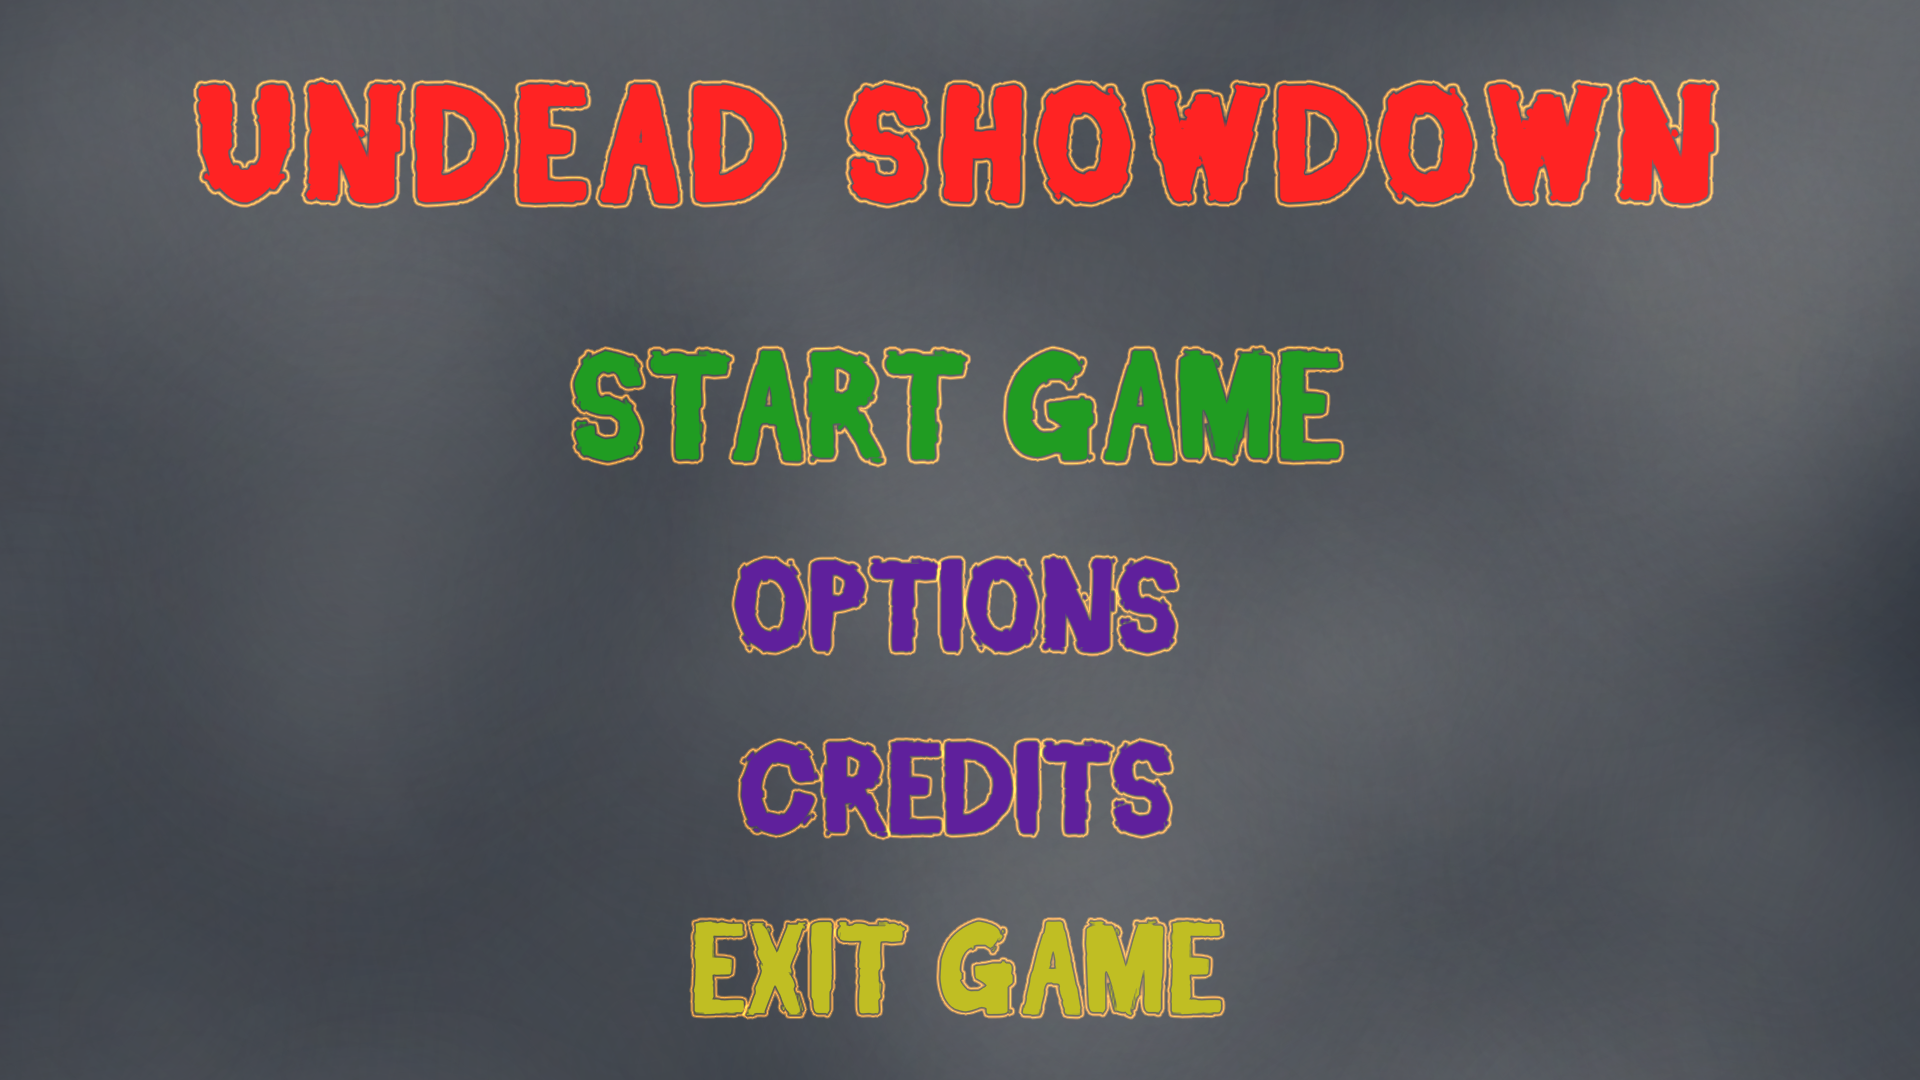 UNDEAD SHOWDOWN
START GAME
OPTIONS
CREDITS
EXIT GAME